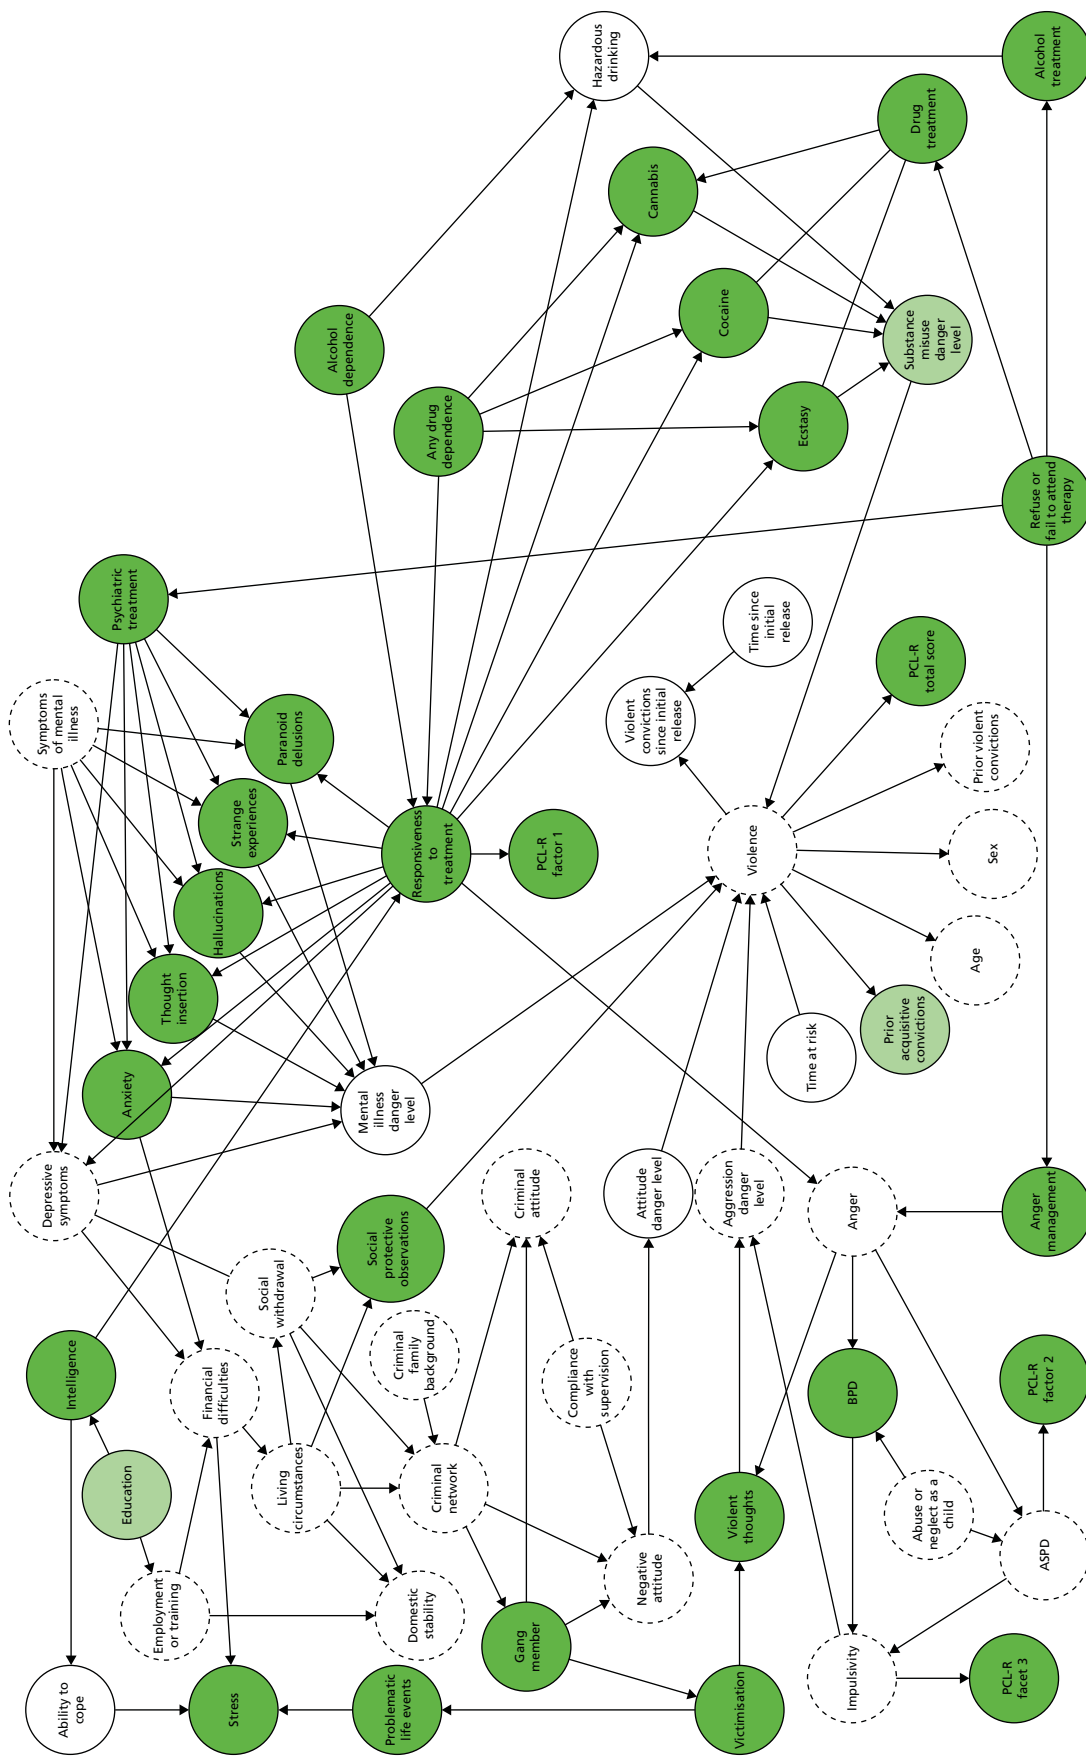 Ability to
cope
Stress
Problematic
life events
Gang
member
Victimisation
Impulsivity
PCL-R
facet 3
Employment
or training
Education
Intelligence
Financial
difficulties
Living
circumstances
Domestic
stability
Criminal
network
Criminal
family
background
Social
withdrawal
Social
protective
observations
Criminal
attitude
Compliance
with
supervision
Negative
attitude
Attitude
danger level
Violent
thoughts
Aggression
danger
level
Anger
BPD
Abuse or
neglect as a
child
ASPD
PCL-R
factor 2
Anger
management
Depressive
symptoms
Anxiety
Thought
insertion
Hallucinations
Strange
experiences
Paranoid
delusions
Mental
illness
danger
level
Symptoms
of mental
illness
Psychiatric
treatment
Responsiveness
to
treatment
PCL-R
factor 1
Time at risk
Prior
acquisitive
convictions
Age
Sex
Prior violent
convictions
PCL-R
total score
Violence
Violent
convictions
since initial
release
Time since
initial
release
Refuse or
fail to attend
therapy
Any drug
dependence
Alcohol
dependence
Ecstasy
Cocaine
Cannabis
Substance
misuse
danger
level
Hazardous
drinking
Drug
treatment
Alcohol
treatment